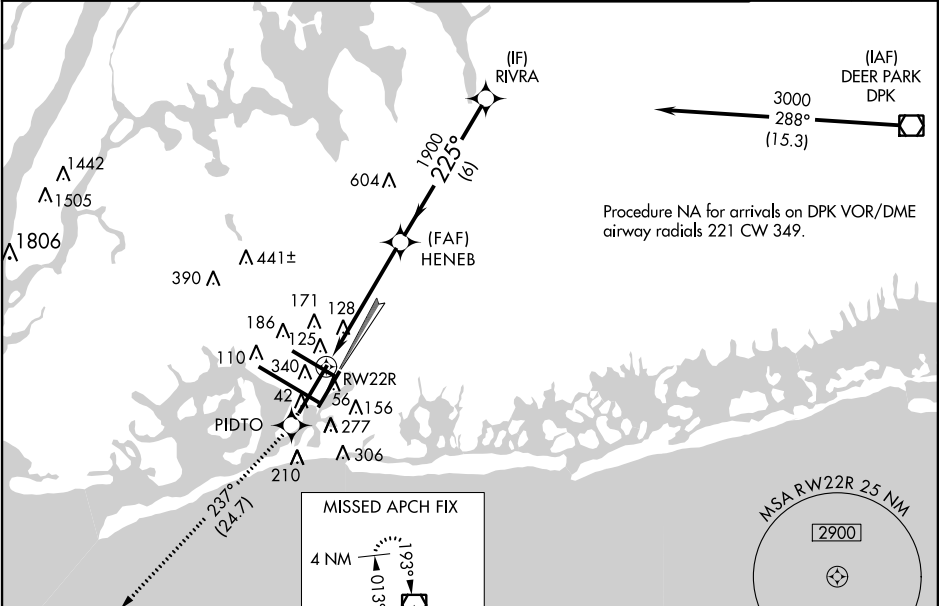 (IF)
RIVRA
(IAF)
DEER PARK
DPK
3000
288°
(15.3)
1900
225°
(6)
1442
1505
604
Procedure NA for arrivals on DPK VOR/DME
airway radials 221 CW 349.
1806
(FAF)
HENEB
441±
390
171
128
186
125
110
340
RW22R
42
56
156
PIDTO
277
306
210
237°
(24.7)
MISSED APCH FIX
4 NM
193°
013°
MSA RW22R 25 NM
2900